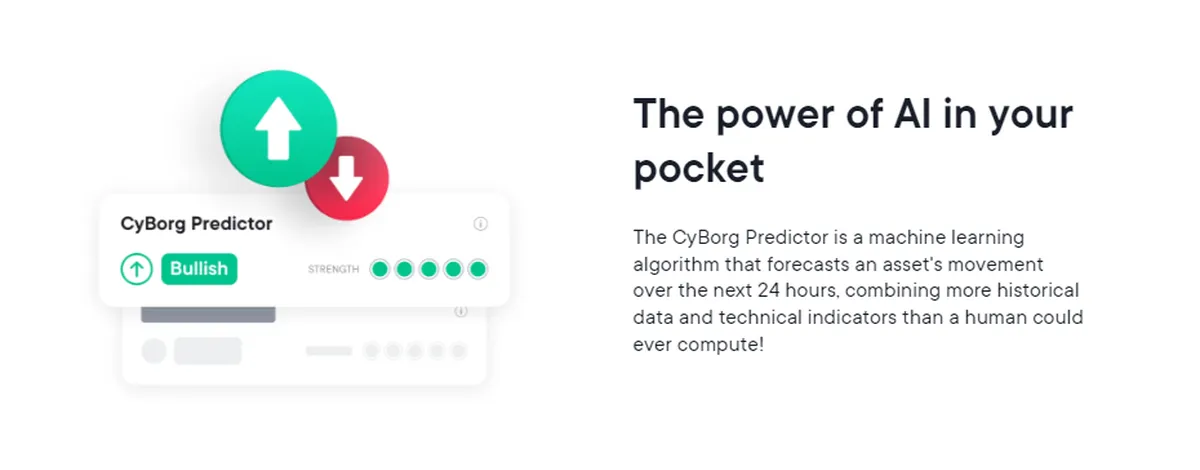 CyBorg Predictor
Bullish
STRENGTH
The power of AI in your
pocket
The CyBorg Predictor is a machine learning
algorithm that forecasts an asset's movement
over the next 24 hours, combining more historical
data and technical indicators than a human could
ever compute!